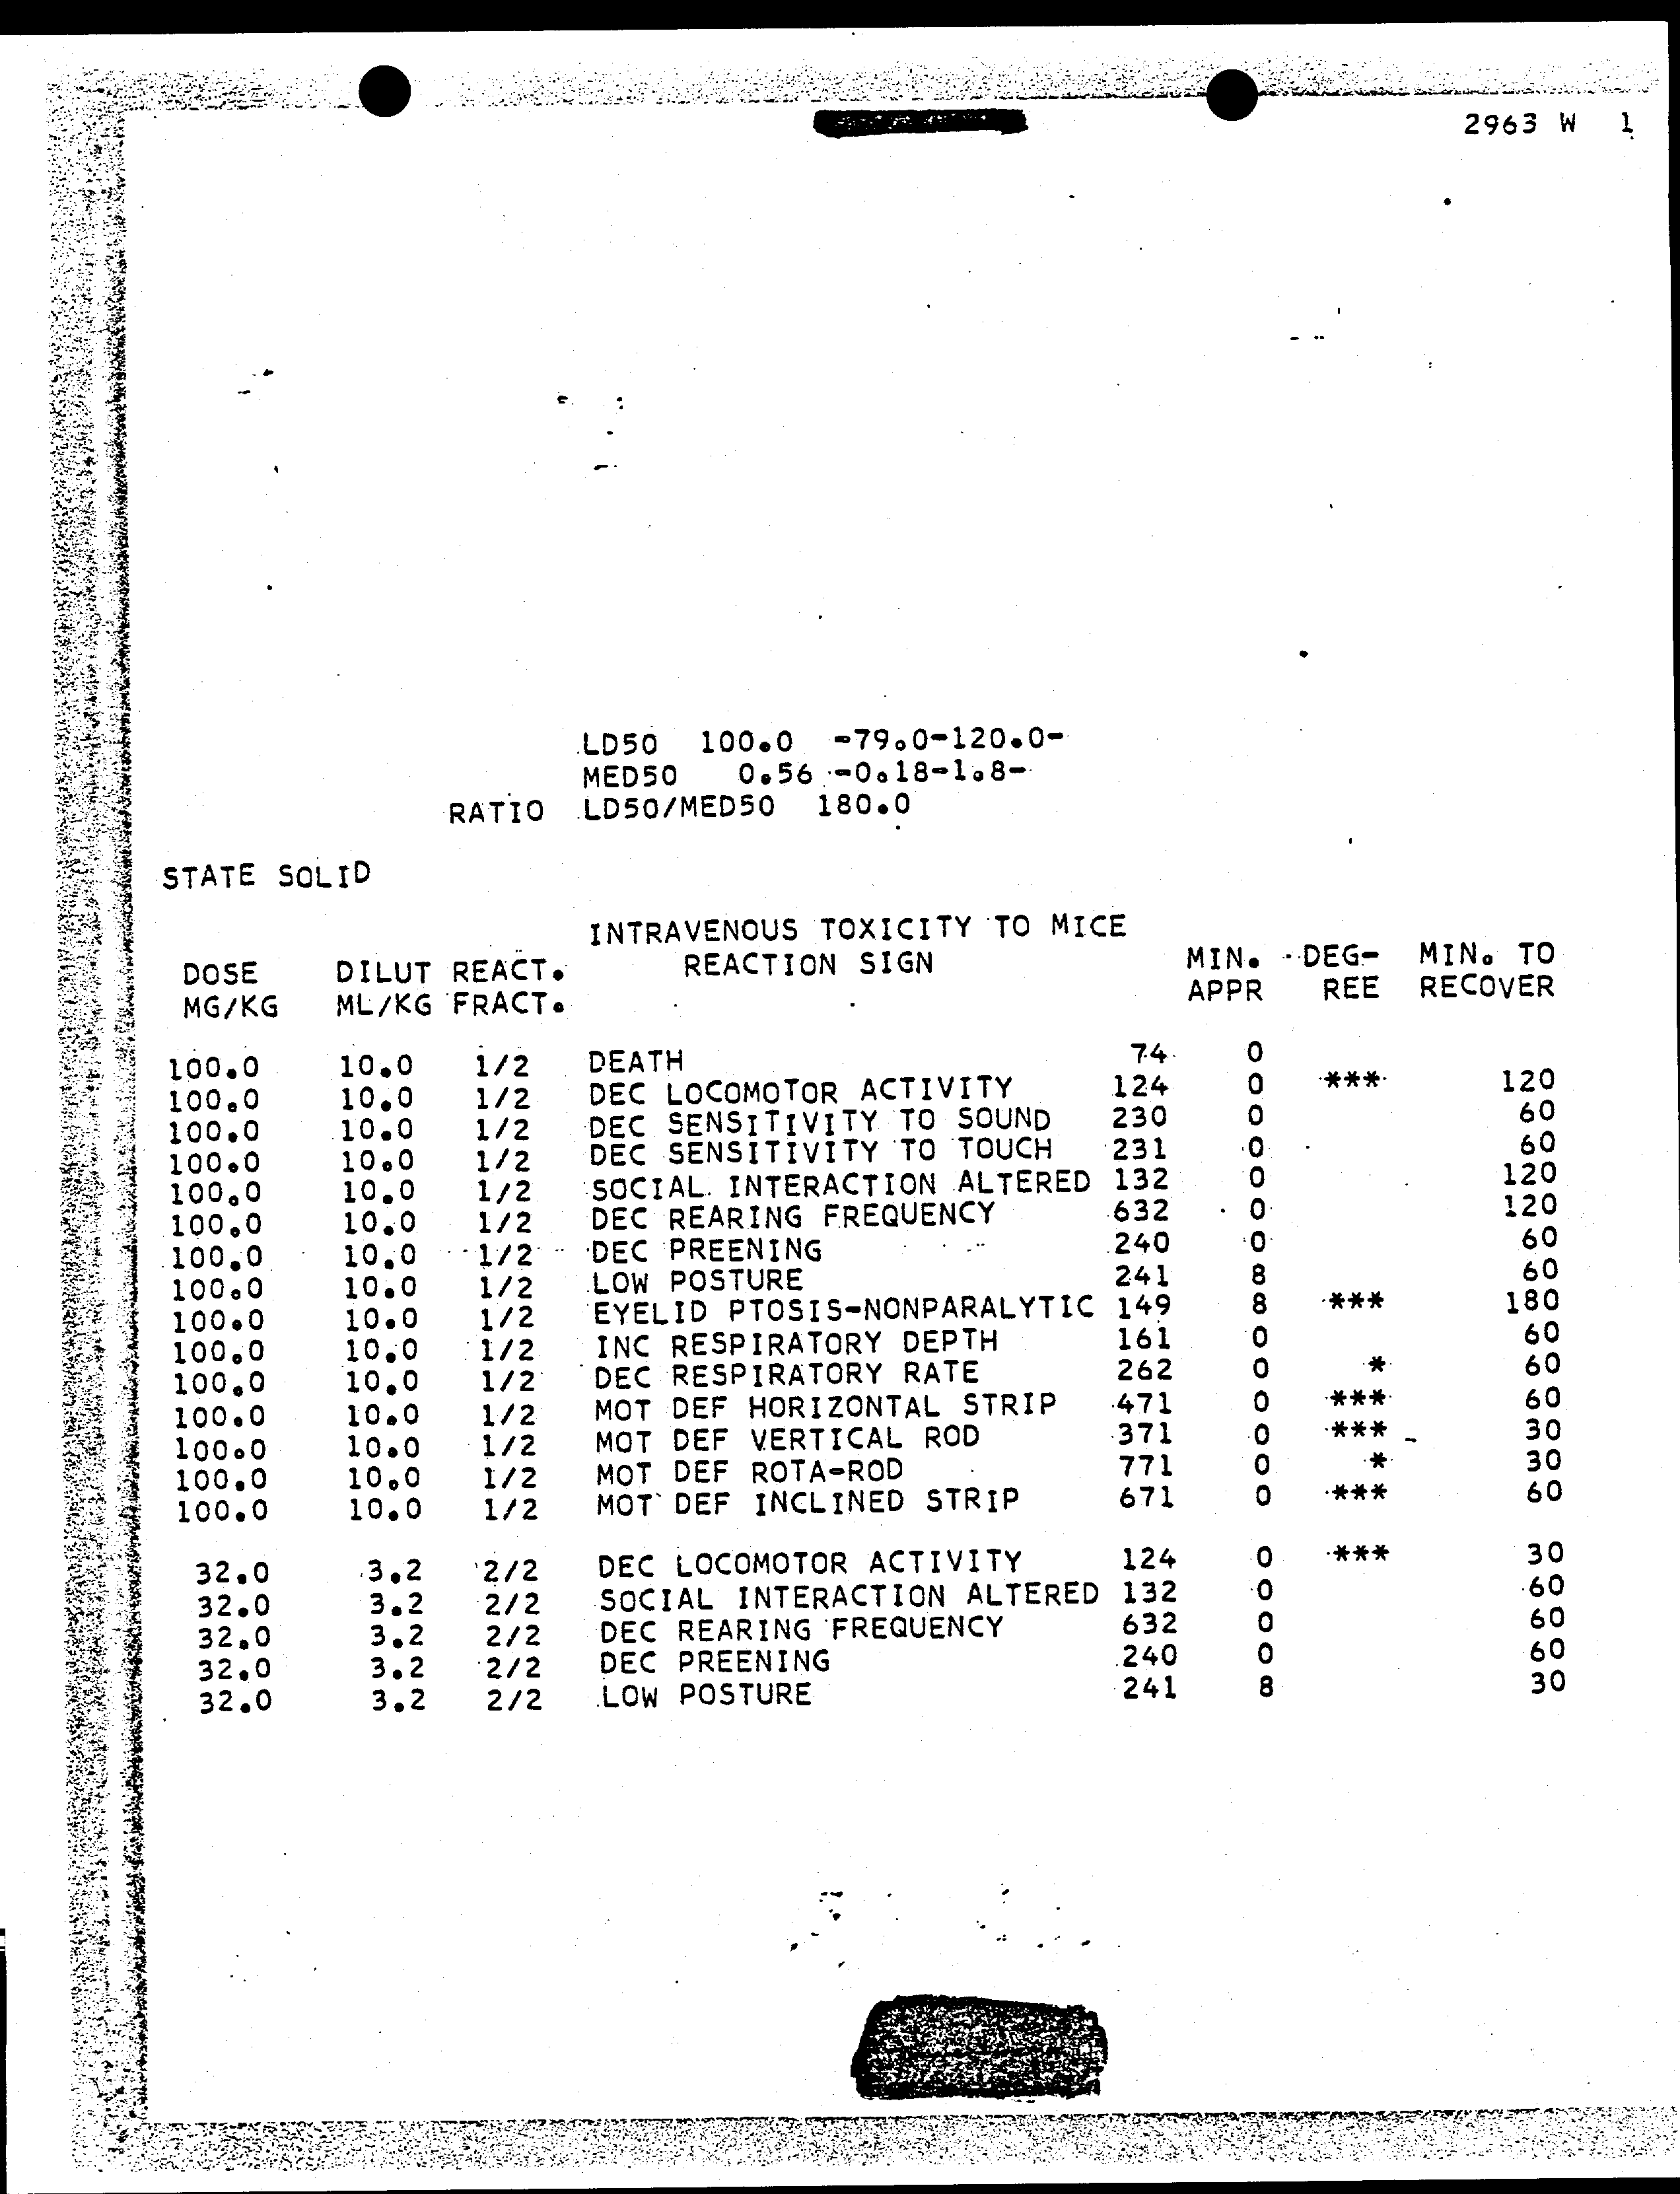 2963 W 1
LD50 100.0 -79.0-120.0-
MED50 0.56 -0.18-1.8-
RATIO LD50/MED50 180.0
STATE SOLID
INTRAVENOUS TOXICITY TO MICE
DOSE DILUT REACT. REACTION SIGN MIN. DEG- MIN. TO
MG/KG ML/KG FRACT. APPR REE RECOVER
100.0 10.0 1/2 DEATH 74 0
100.0 10.0 1/2 DEC LOCOMOTOR ACTIVITY 124 0 *** 120
100.0 10.0 1/2 DEC SENSITIVITY TO SOUND 230 0 60
100.0 10.0 1/2 DEC SENSITIVITY TO TOUCH 231 0 60
100.0 10.0 1/2 SOCIAL INTERACTION ALTERED 132 0 120
100.0 10.0 1/2 DEC REARING FREQUENCY 632 0 120
100.0 10.0 1/2 DEC PREENING 240 0 60
100.0 10.0 1/2 LOW POSTURE 241 8 60
100.0 10.0 1/2 EYELID PTOSIS-NONPARALYTIC 149 8 *** 180
100.0 10.0 1/2 INC RESPIRATORY DEPTH 161 0 60
100.0 10.0 1/2 DEC RESPIRATORY RATE 262 0 * 60
100.0 10.0 1/2 MOT DEF HORIZONTAL STRIP 471 0 *** 60
100.0 10.0 1/2 MOT DEF VERTICAL ROD 371 0 *** 30
100.0 10.0 1/2 MOT DEF ROTA-ROD 771 0 * 30
100.0 10.0 1/2 MOT DEF INCLINED STRIP 671 0 *** 60
32.0 3.2 2/2 DEC LOCOMOTOR ACTIVITY 124 0 *** 30
32.0 3.2 2/2 SOCIAL INTERACTION ALTERED 132 0 60
32.0 3.2 2/2 DEC REARING FREQUENCY 632 0 60
32.0 3.2 2/2 DEC PREENING 240 0 60
32.0 3.2 2/2 LOW POSTURE 241 8 30